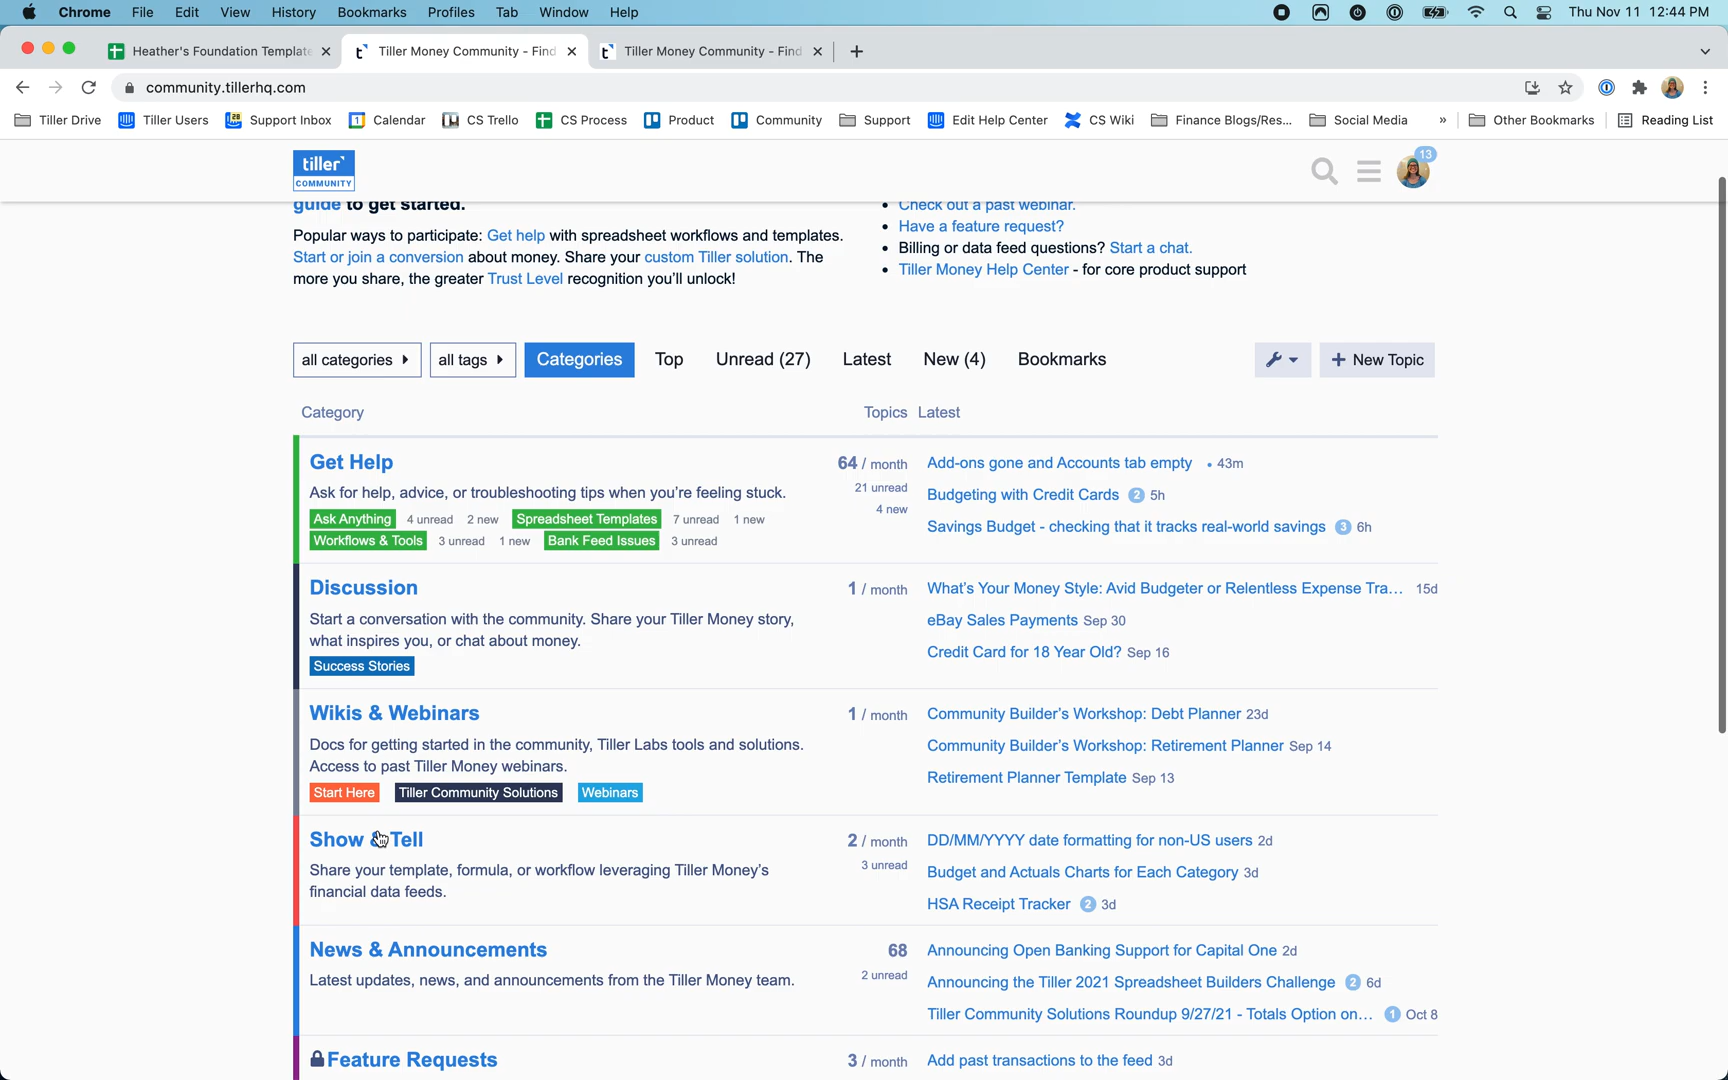 Chrome File Edit View History Bookmarks Profiles Tab Window Help Thu Nov 11 12:44 PM
Heather's Foundation Template Tiller Money Community - Find Tiller Money Community - Find
community.tillerhq.com
Tiller Drive Tiller Users 28 Support Inbox 1 Calendar CS Trello CS Process Product Community Support Edit Help Center CS Wiki Finance Blogs/Res... Social Media » Other Bookmarks Reading List
tiller
COMMUNITY
13
guide to get started.
Popular ways to participate: Get help with spreadsheet workflows and templates.
Start or join a conversation about money. Share your custom Tiller solution. The
more you share, the greater Trust Level recognition you'll unlock!
Check out a past webinar.
Have a feature request?
Billing or data feed questions? Start a chat.
Tiller Money Help Center - for core product support
all categories all tags Categories Top Unread (27) Latest New (4) Bookmarks + New Topic
Category Topics Latest
Get Help
Ask for help, advice, or troubleshooting tips when you're feeling stuck.
Ask Anything 4 unread 2 new Spreadsheet Templates 7 unread 1 new
Workflows & Tools 3 unread 1 new Bank Feed Issues 3 unread
64 / month
21 unread
4 new
Add-ons gone and Accounts tab empty • 43m
Budgeting with Credit Cards 2 5h
Savings Budget - checking that it tracks real-world savings 3 6h
Discussion
Start a conversation with the community. Share your Tiller Money story,
what inspires you, or chat about money.
Success Stories
1 / month
What's Your Money Style: Avid Budgeter or Relentless Expense Tra... 15d
eBay Sales Payments Sep 30
Credit Card for 18 Year Old? Sep 16
Wikis & Webinars
Docs for getting started in the community, Tiller Labs tools and solutions.
Access to past Tiller Money webinars.
Start Here Tiller Community Solutions Webinars
1 / month
Community Builder's Workshop: Debt Planner 23d
Community Builder's Workshop: Retirement Planner Sep 14
Retirement Planner Template Sep 13
Show & Tell
Share your template, formula, or workflow leveraging Tiller Money's
financial data feeds.
2 / month
3 unread
DD/MM/YYYY date formatting for non-US users 2d
Budget and Actuals Charts for Each Category 3d
HSA Receipt Tracker 2 3d
News & Announcements
Latest updates, news, and announcements from the Tiller Money team.
68
2 unread
Announcing Open Banking Support for Capital One 2d
Announcing the Tiller 2021 Spreadsheet Builders Challenge 2 6d
Tiller Community Solutions Roundup 9/27/21 - Totals Option on... 1 Oct 8
Feature Requests
3 / month
Add past transactions to the feed 3d